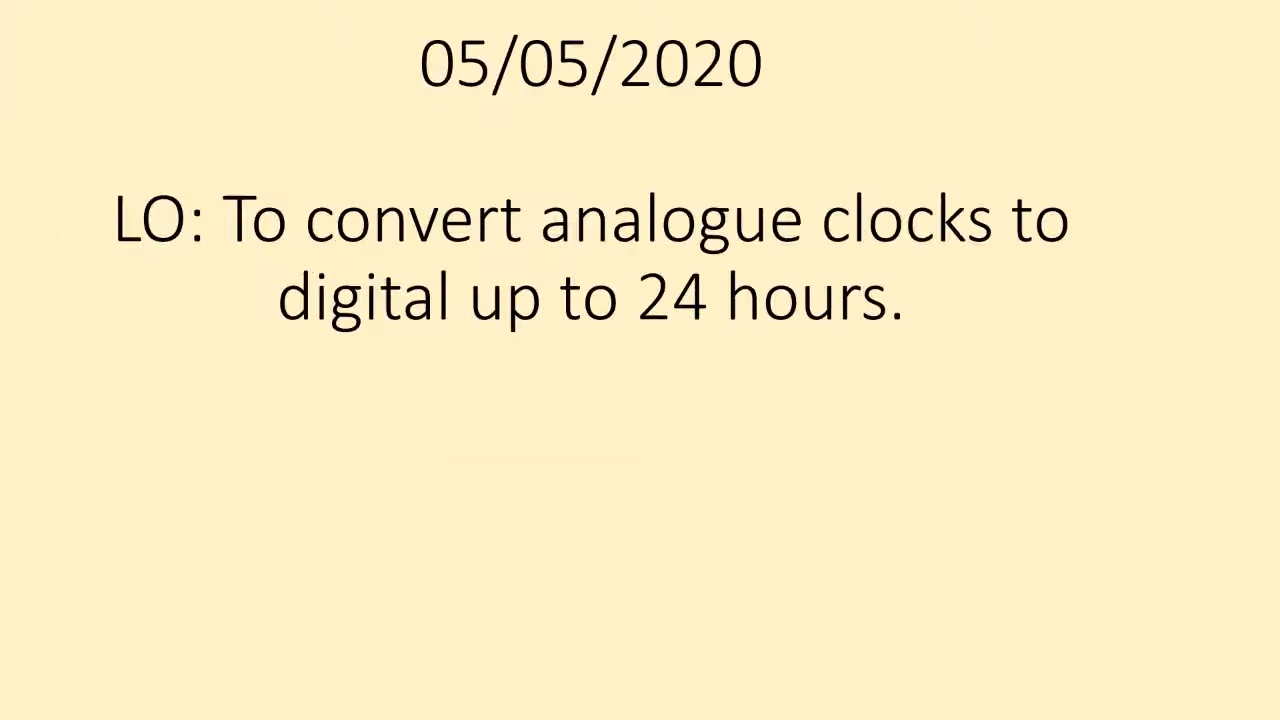 05/05/2020
LO: To convert analogue clocks to
digital up to 24 hours.